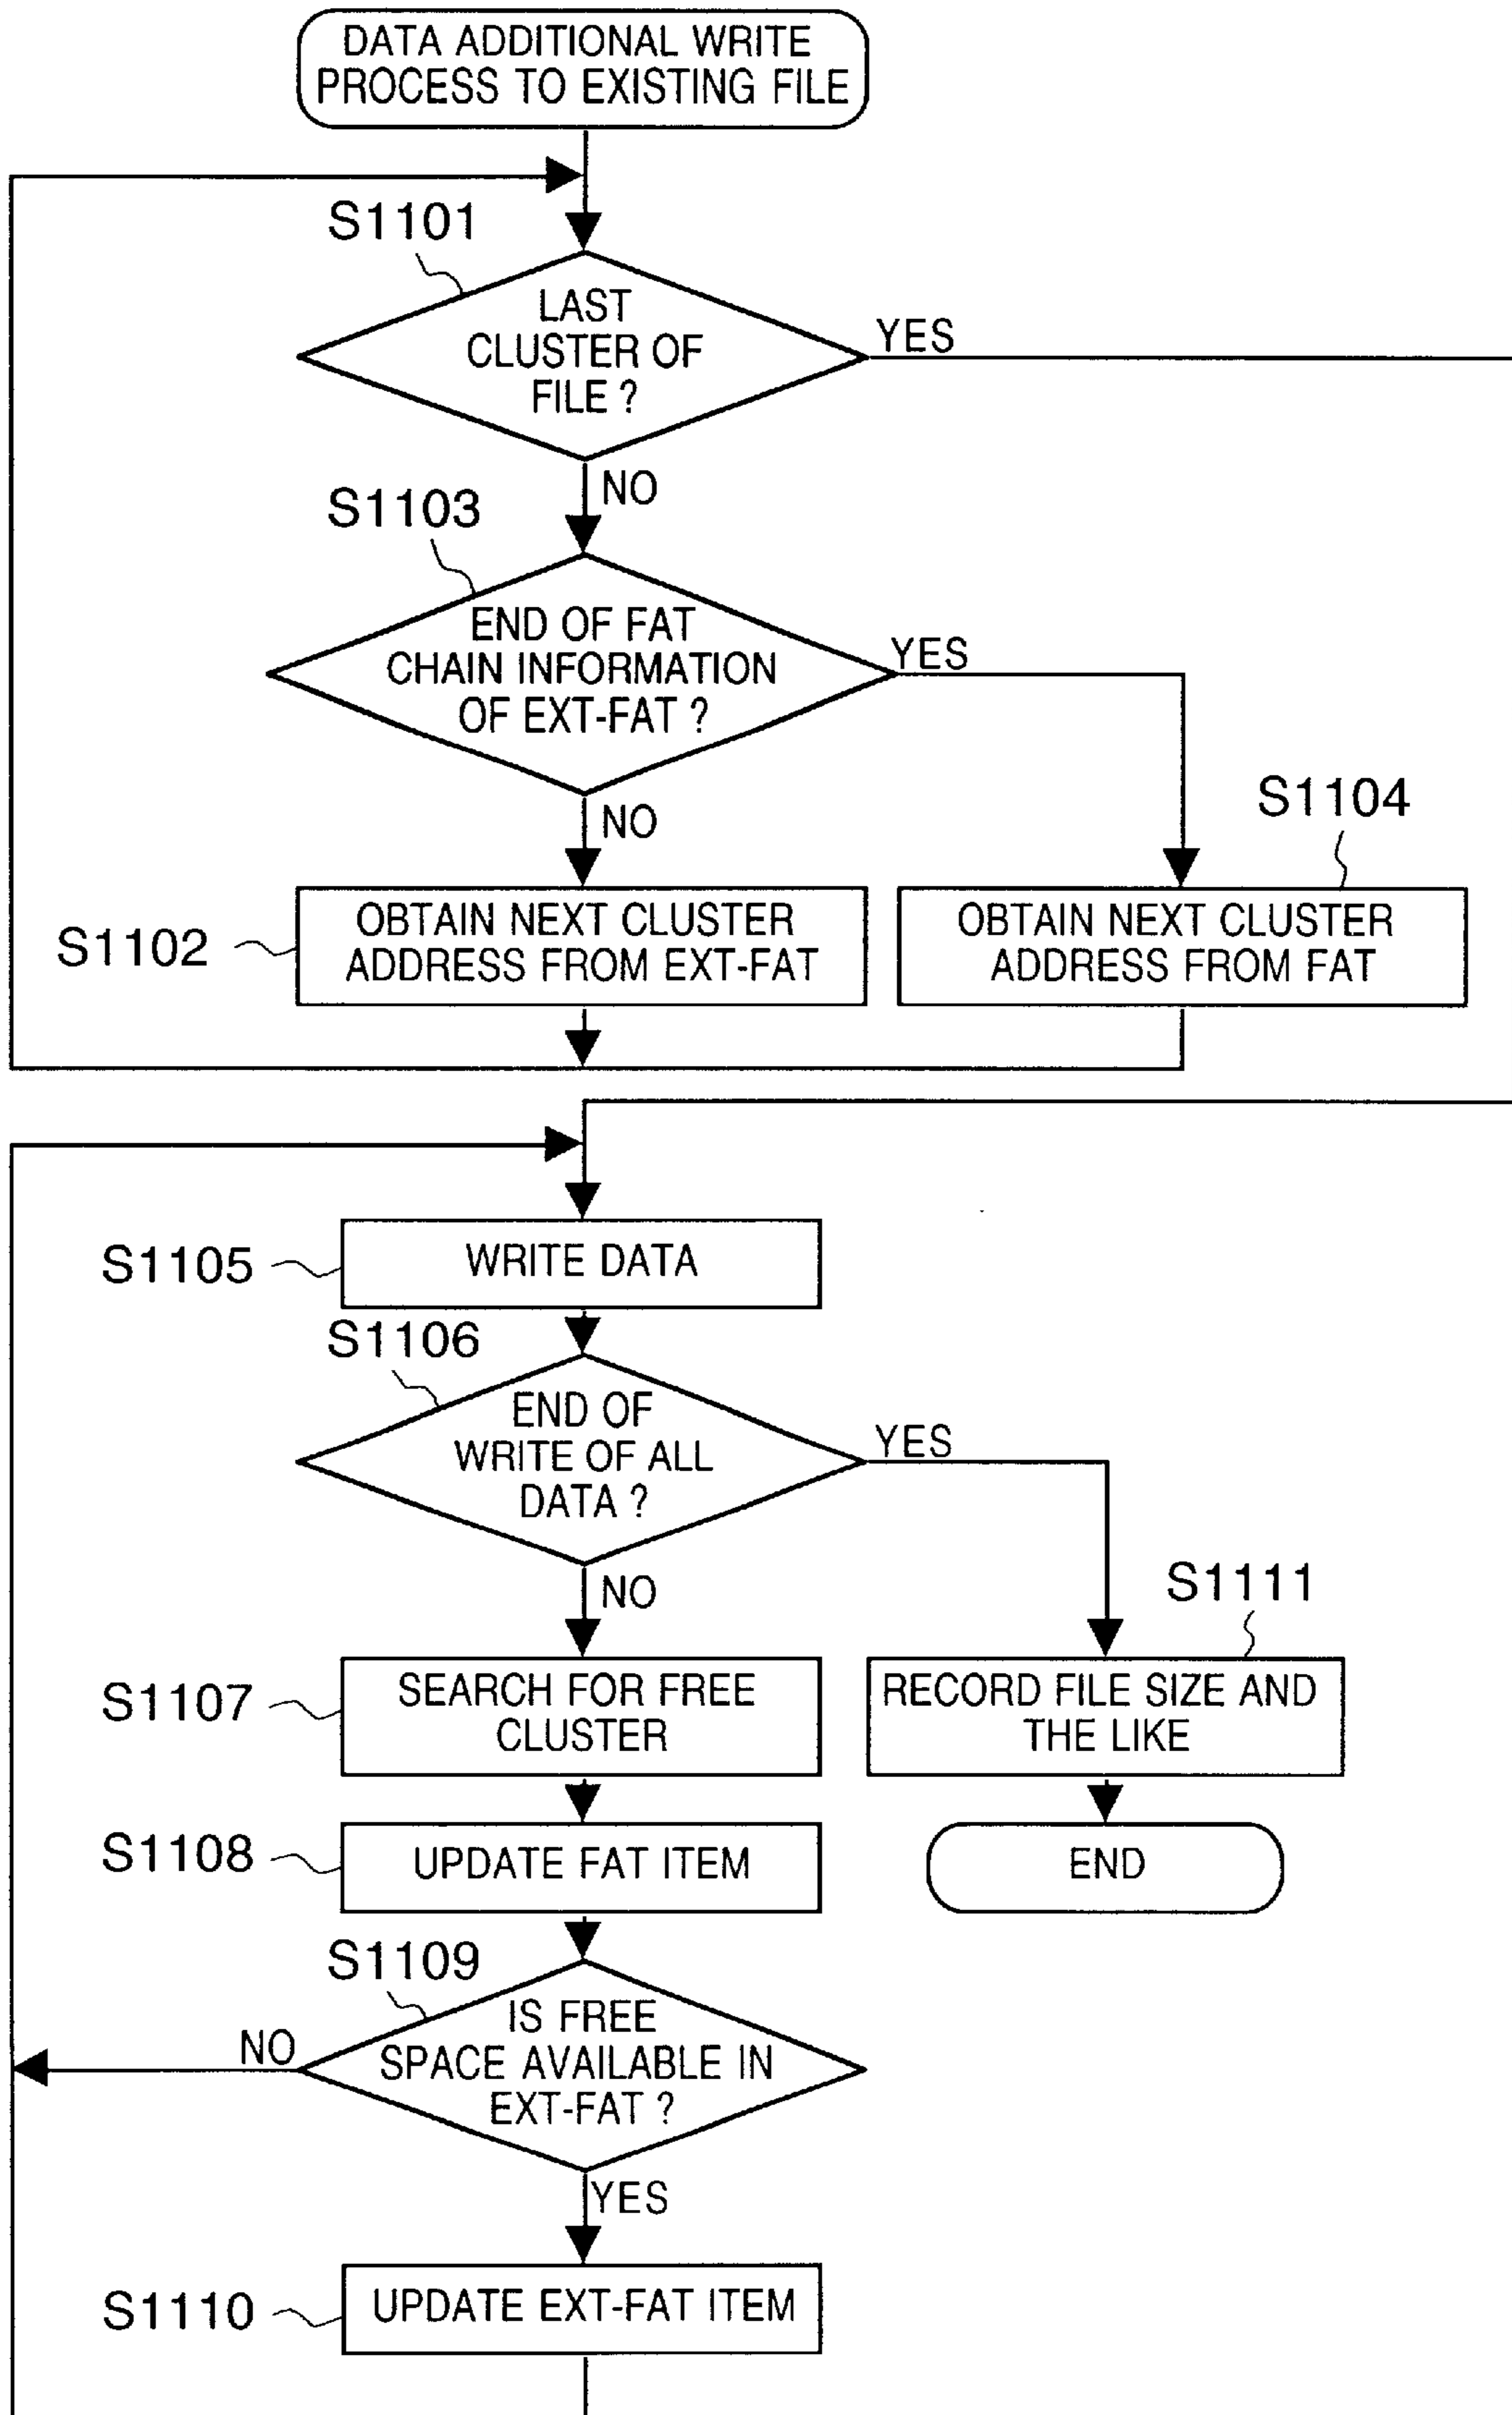 DATA ADDITIONAL WRITE
PROCESS TO EXISTING FILE
S1101
LAST
CLUSTER OF
FILE ?
YES
NO
S1103
END OF FAT
CHAIN INFORMATION
OF EXT-FAT ?
YES
NO
S1104
S1102
OBTAIN NEXT CLUSTER
ADDRESS FROM EXT-FAT
OBTAIN NEXT CLUSTER
ADDRESS FROM FAT
S1105
WRITE DATA
S1106
END OF
WRITE OF ALL
DATA ?
YES
NO
S1111
S1107
SEARCH FOR FREE
CLUSTER
RECORD FILE SIZE AND
THE LIKE
S1108
UPDATE FAT ITEM
END
S1109
IS FREE
SPACE AVAILABLE IN
EXT-FAT ?
NO
YES
S1110
UPDATE EXT-FAT ITEM